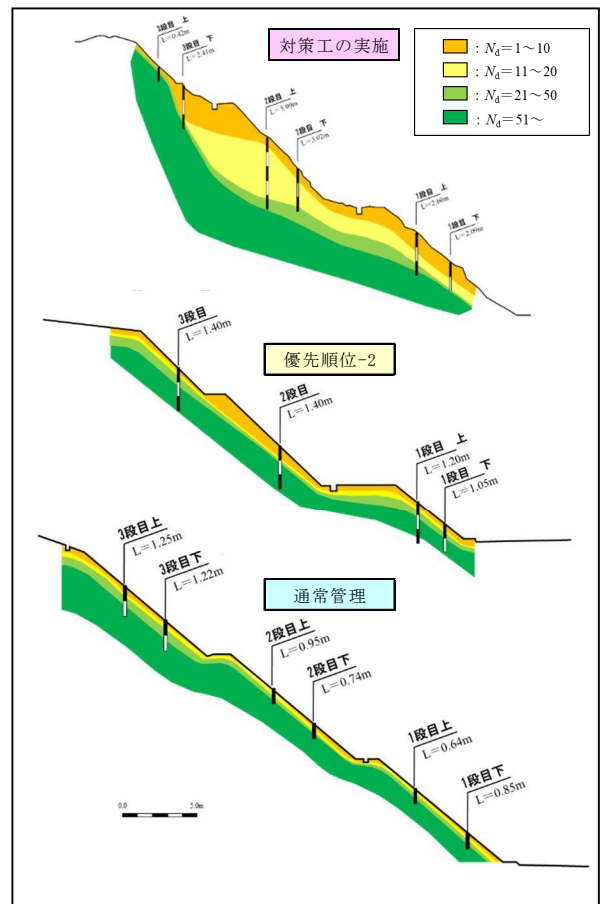 対策工の実施
：Nd＝1～10
：Nd＝11～20
：Nd＝21～50
：Nd＝51～
3段目 上
L＝0.42m
3段目 下
L＝2.41m
2段目 上
L＝5.09m
2段目 下
L＝3.02m
1段目 上
L＝2.60m
1段目 下
L＝2.09m
優先順位-2
3段目
L＝1.40m
2段目
L＝1.40m
1段目 上
L＝1.20m
1段目 下
L＝1.05m
通常管理
3段目上
L＝1.25m
3段目下
L＝1.22m
2段目上
L＝0.95m
2段目下
L＝0.74m
1段目上
L＝0.64m
1段目下
L＝0.85m
0.0 5.0m